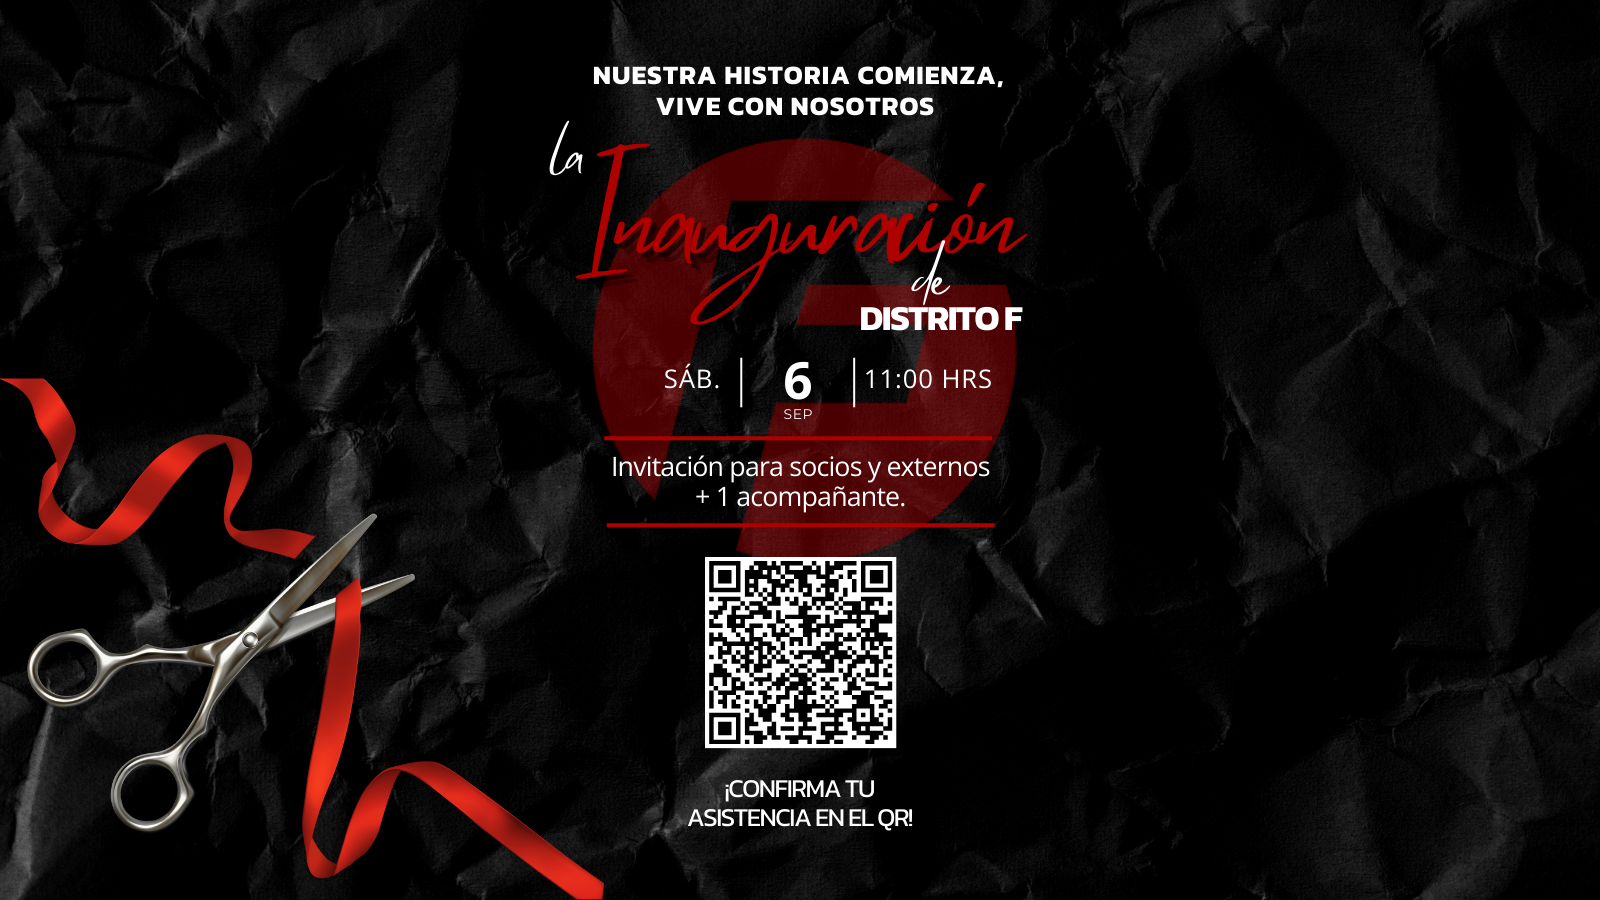 NUESTRA HISTORIA COMIENZA,
VIVE CON NOSOTROS
la
Inauguración
de
DISTRITO F
SÁB. 6 11:00 HRS
SEP
Invitación para socios y externos
+ 1 acompañante.
¡CONFIRMA TU
ASISTENCIA EN EL QR!